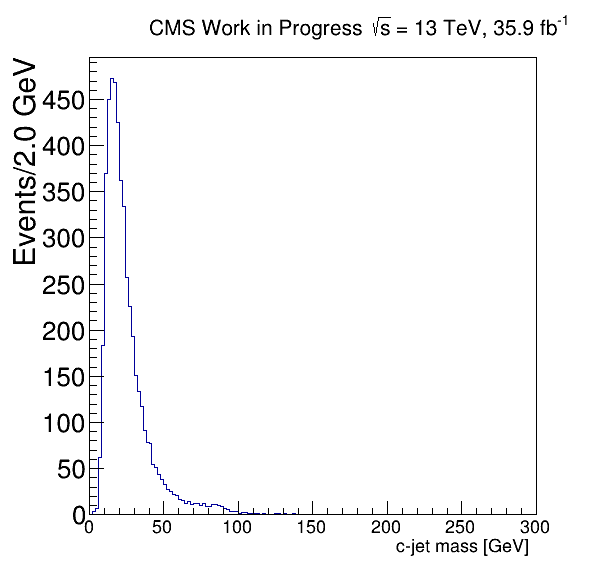 CMS Work in Progress √s = 13 TeV, 35.9 fb⁻¹
Events/2.0 GeV
450
400
350
300
250
200
150
100
50
0
0 50 100 150 200 250 300
c-jet mass [GeV]